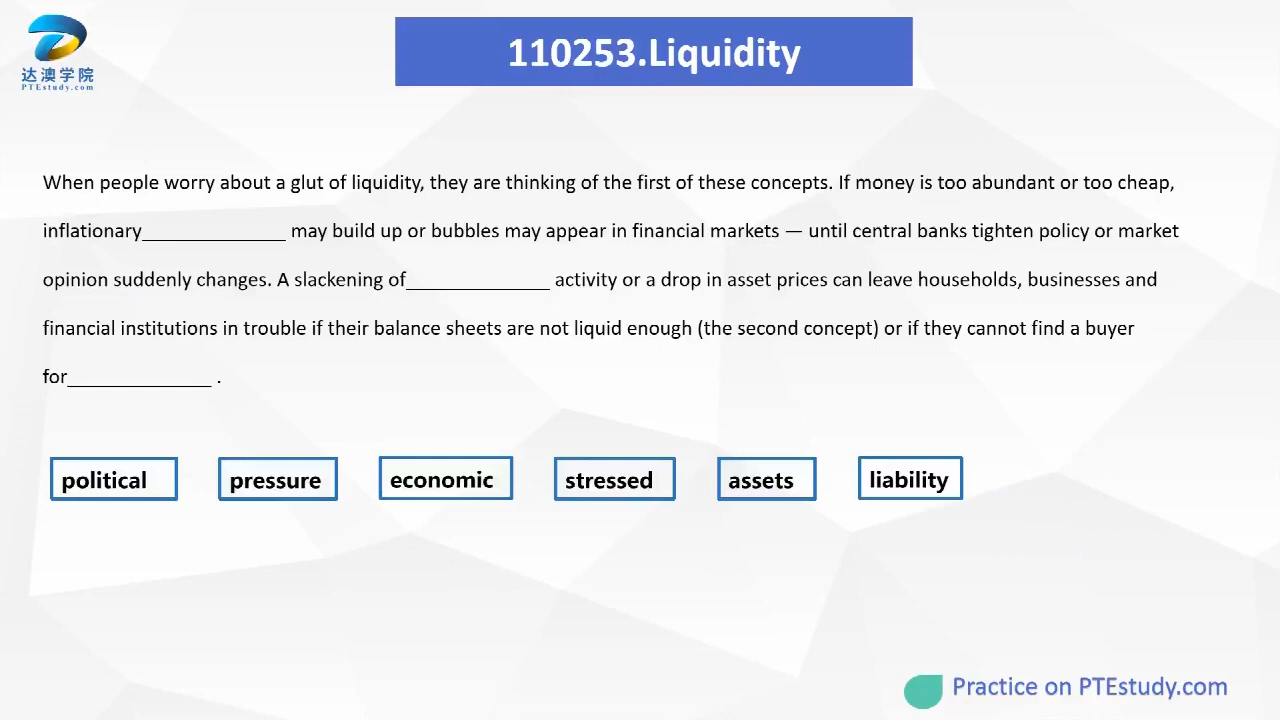 达澳学院
PTEstudy.com
110253.Liquidity
When people worry about a glut of liquidity, they are thinking of the first of these concepts. If money is too abundant or too cheap,
inflationary______________ may build up or bubbles may appear in financial markets — until central banks tighten policy or market
opinion suddenly changes. A slackening of______________ activity or a drop in asset prices can leave households, businesses and
financial institutions in trouble if their balance sheets are not liquid enough (the second concept) or if they cannot find a buyer
for______________ .
political pressure economic stressed assets liability
Practice on PTEstudy.com